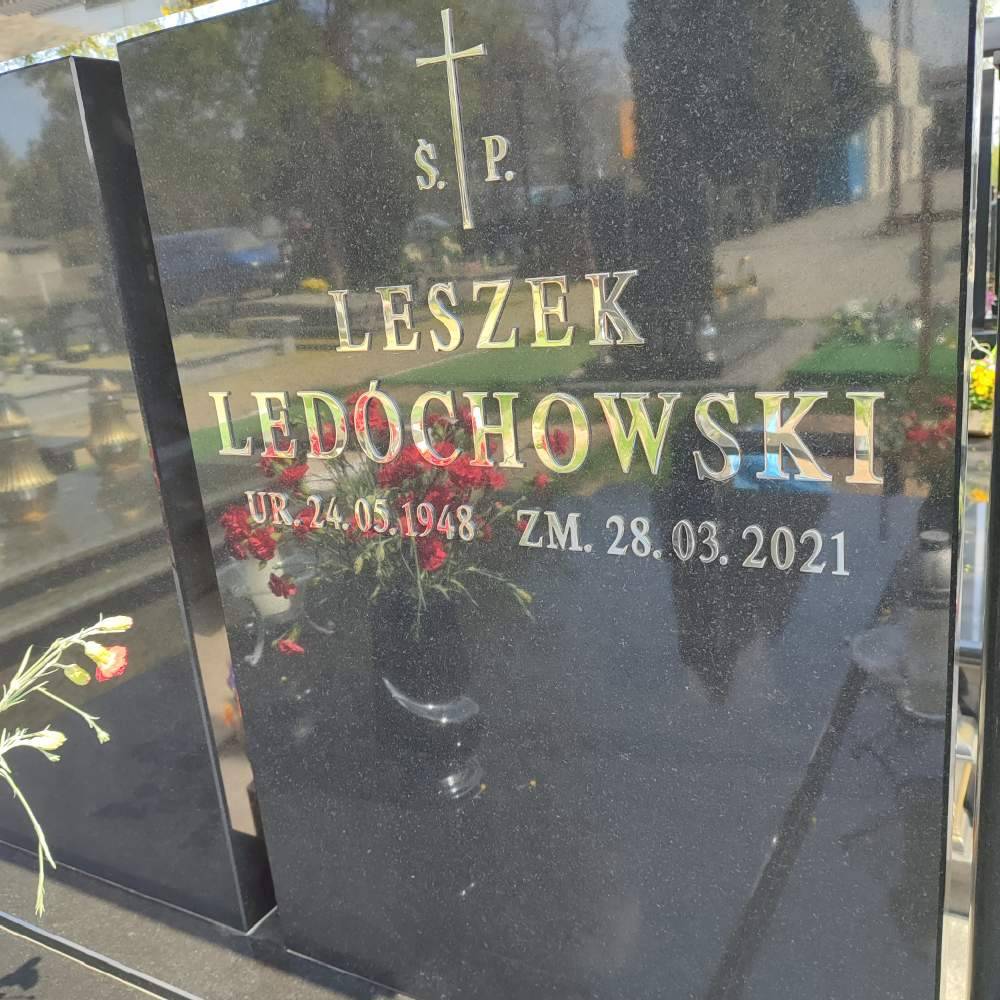 Ś. P.
LESZEK
LEDÓCHOWSKI
UR. 24.05.1948 ZM. 28.03.2021